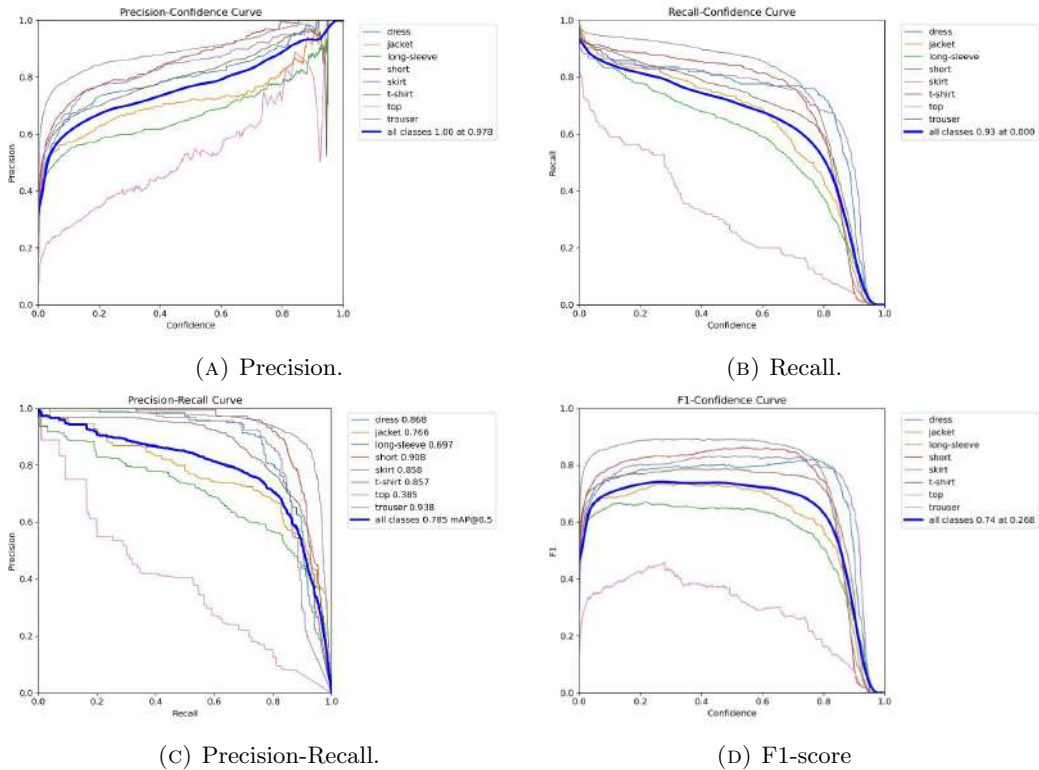 Precision-Confidence Curve
1.0
0.8
0.6
0.4
0.2
0.0
Precision
0.0 0.2 0.4 0.6 0.8 1.0
Confidence
dress
jacket
long-sleeve
short
skirt
t-shirt
top
trouser
all classes 1.00 at 0.978
(A) Precision.
Recall-Confidence Curve
1.0
0.8
0.6
0.4
0.2
0.0
Recall
0.0 0.2 0.4 0.6 0.8 1.0
Confidence
dress
jacket
long-sleeve
short
skirt
t-shirt
top
trouser
all classes 0.93 at 0.000
(B) Recall.
Precision-Recall Curve
1.0
0.8
0.6
0.4
0.2
0.0
Precision
0.0 0.2 0.4 0.6 0.8 1.0
Recall
dress 0.868
jacket 0.766
long-sleeve 0.697
short 0.908
skirt 0.858
t-shirt 0.857
top 0.385
trouser 0.938
all classes 0.785 mAP@0.5
(C) Precision-Recall.
F1-Confidence Curve
1.0
0.8
0.6
0.4
0.2
0.0
F1
0.0 0.2 0.4 0.6 0.8 1.0
Confidence
dress
jacket
long-sleeve
short
skirt
t-shirt
top
trouser
all classes 0.74 at 0.268
(D) F1-score